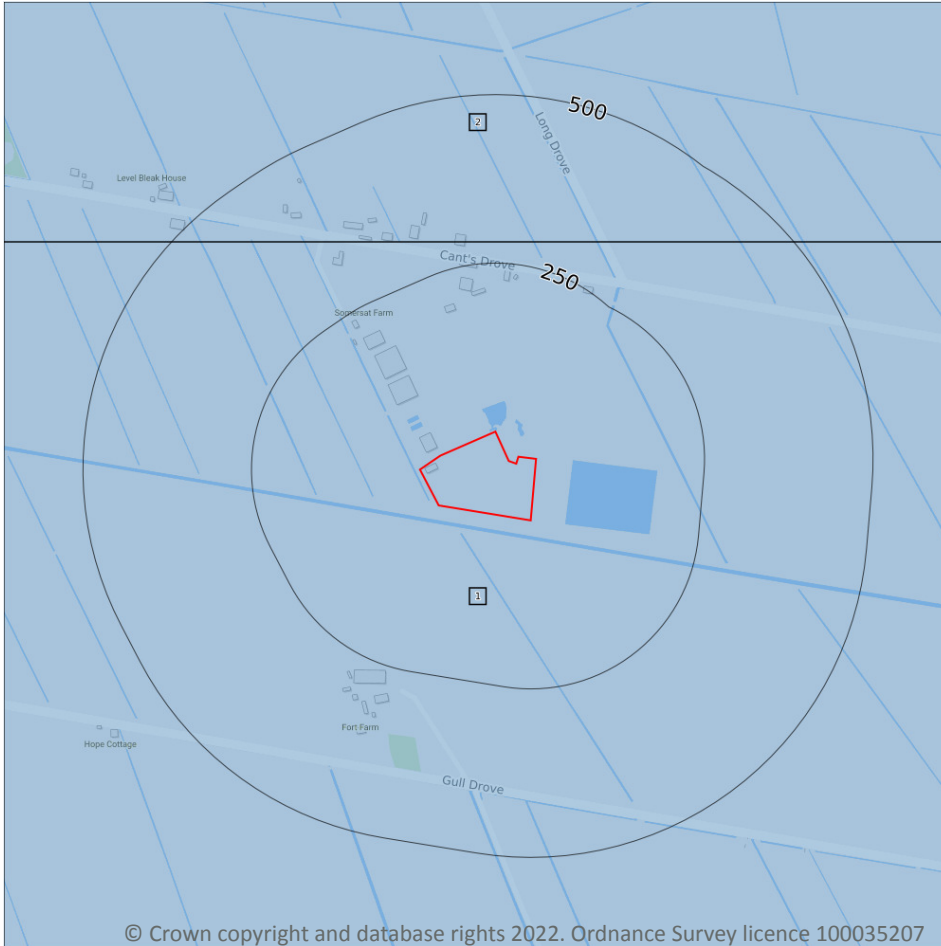 500
2
Long Drove
Level Bleak House
Cant's Drove
250
Somersat Farm
1
Fort Farm
Hope Cottage
Gull Drove
© Crown copyright and database rights 2022. Ordnance Survey licence 100035207